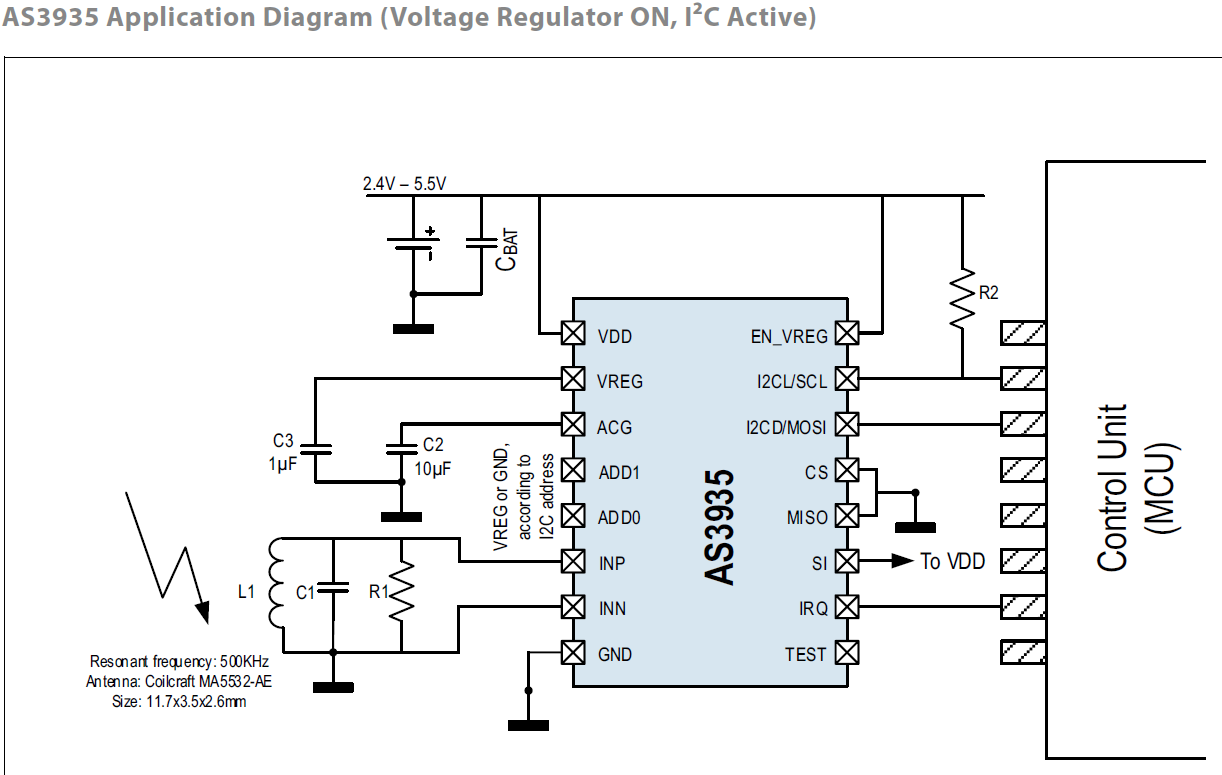 AS3935 Application Diagram (Voltage Regulator ON, I²C Active)
2.4V – 5.5V
+
–
CBAT
R2
VDD
VREG
ACG
ADD1
ADD0
INP
INN
GND
EN_VREG
I2CL/SCL
I2CD/MOSI
CS
MISO
SI
IRQ
TEST
AS3935
C3
1µF
C2
10µF
VREG or GND,
according to
I2C address
To VDD
L1
C1
R1
Resonant frequency: 500KHz
Antenna: Coilcraft MA5532-AE
Size: 11.7x3.5x2.6mm
Control Unit
(MCU)